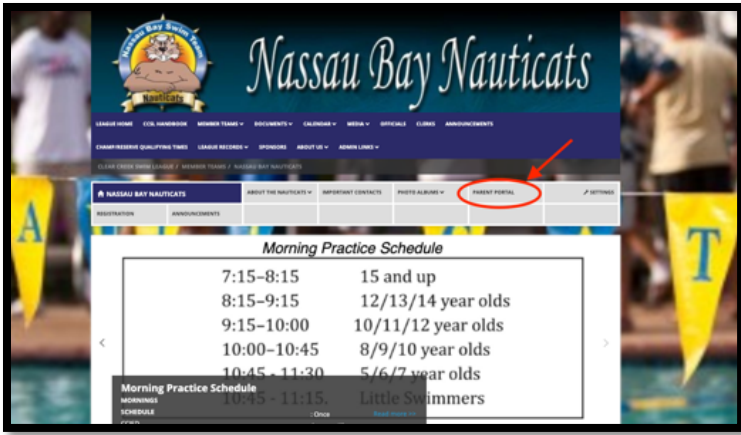 Nassau Bay Swim Team
Nauticats
Nassau Bay Nauticats
LEAGUE HOME CCSL HANDBOOK MEMBER TEAMS DOCUMENTS CALENDAR MEDIA OFFICIALS CLERKS ANNOUNCEMENTS
CHAMP/RESERVE QUALIFYING TIMES LEAGUE RECORDS SPONSORS ABOUT US ADMIN LINKS
CLEAR CREEK SWIM LEAGUE / MEMBER TEAMS / NASSAU BAY NAUTICATS
NASSAU BAY NAUTICATS ABOUT THE NAUTICATS IMPORTANT CONTACTS PHOTO ALBUMS PARENT PORTAL SETTINGS
REGISTRATION ANNOUNCEMENTS
A T
Morning Practice Schedule
7:15–8:15 15 and up
8:15–9:15 12/13/14 year olds
9:15–10:00 10/11/12 year olds
10:00–10:45 8/9/10 year olds
10:45 - 11:30 5/6/7 year olds
Morning Practice Schedule
MORNINGS
10:45 - 11:15. Little Swimmers
SCHEDULE : Once Read more >>